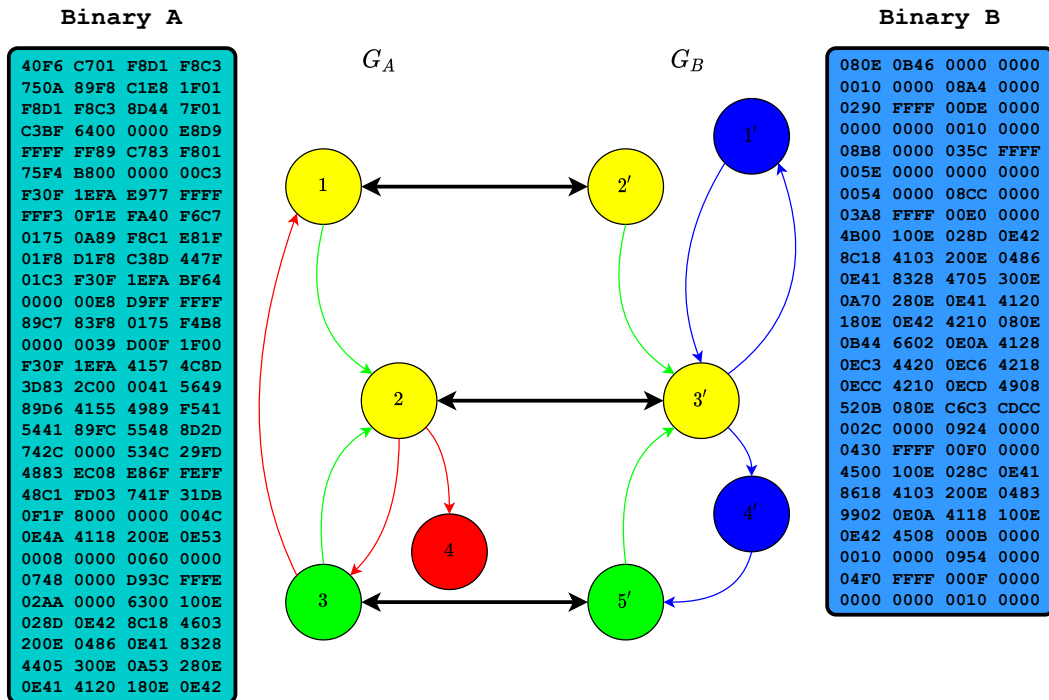 Binary A
40F6 C701 F8D1 F8C3
750A 89F8 C1E8 1F01
F8D1 F8C3 8D44 7F01
C3BF 6400 0000 E8D9
FFFF FF89 C783 F801
75F4 B800 0000 00C3
F30F 1EFA E977 FFFF
FFF3 0F1E FA40 F6C7
0175 0A89 F8C1 E81F
01F8 D1F8 C38D 447F
01C3 F30F 1EFA BF64
0000 00E8 D9FF FFFF
89C7 83F8 0175 F4B8
0000 0039 D00F 1F00
F30F 1EFA 4157 4C8D
3D83 2C00 0041 5649
89D6 4155 4989 F541
5441 89FC 5548 8D2D
742C 0000 534C 29FD
4883 EC08 E86F FEFF
48C1 FD03 741F 31DB
0F1F 8000 0000 004C
0E4A 4118 200E 0E53
0008 0000 0060 0000
0748 0000 D93C FFFE
02AA 0000 6300 100E
028D 0E42 8C18 4603
200E 0486 0E41 8328
4405 300E 0A53 280E
0E41 4120 180E 0E42
G_A
G_B
1
2
3
4
1′
2′
3′
4′
5′
Binary B
080E 0B46 0000 0000
0010 0000 08A4 0000
0290 FFFF 00DE 0000
0000 0000 0010 0000
08B8 0000 035C FFFF
005E 0000 0000 0000
0054 0000 08CC 0000
03A8 FFFF 00E0 0000
4B00 100E 028D 0E42
8C18 4103 200E 0486
0E41 8328 4705 300E
0A70 280E 0E41 4120
180E 0E42 4210 080E
0B44 6602 0E0A 4128
0EC3 4420 0EC6 4218
0ECC 4210 0ECD 4908
520B 080E C6C3 CDCC
002C 0000 0924 0000
0430 FFFF 00F0 0000
4500 100E 028C 0E41
8618 4103 200E 0483
9902 0E0A 4118 100E
0E42 4508 000B 0000
0010 0000 0954 0000
04F0 FFFF 000F 0000
0000 0000 0010 0000